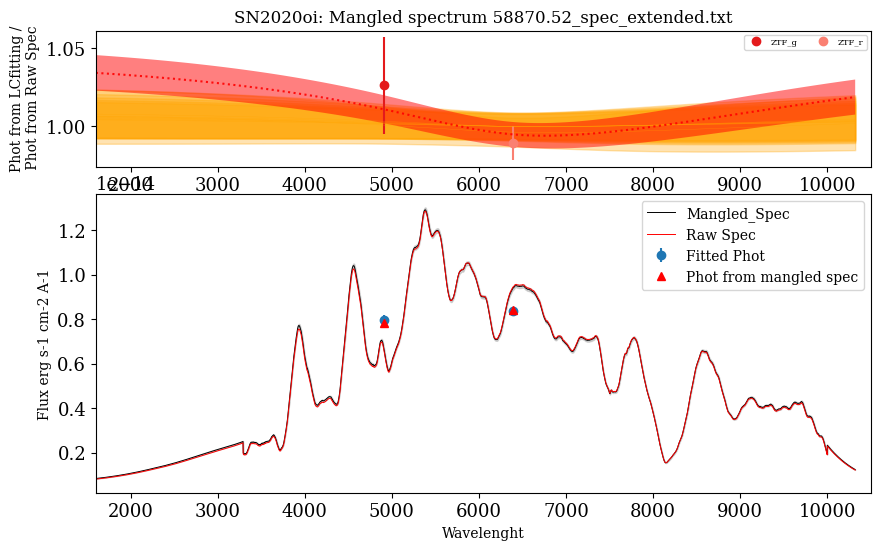 SN2020oi: Mangled spectrum 58870.52_spec_extended.txt
Phot from LCfitting /
Phot from Raw Spec
1.05
1.00
ZTF_g
ZTF_r
2000 3000 4000 5000 6000 7000 8000 9000 10000
1e−14
Flux erg s-1 cm-2 A-1
1.2
1.0
0.8
0.6
0.4
0.2
Mangled_Spec
Raw Spec
Fitted Phot
Phot from mangled spec
2000 3000 4000 5000 6000 7000 8000 9000 10000
Wavelenght